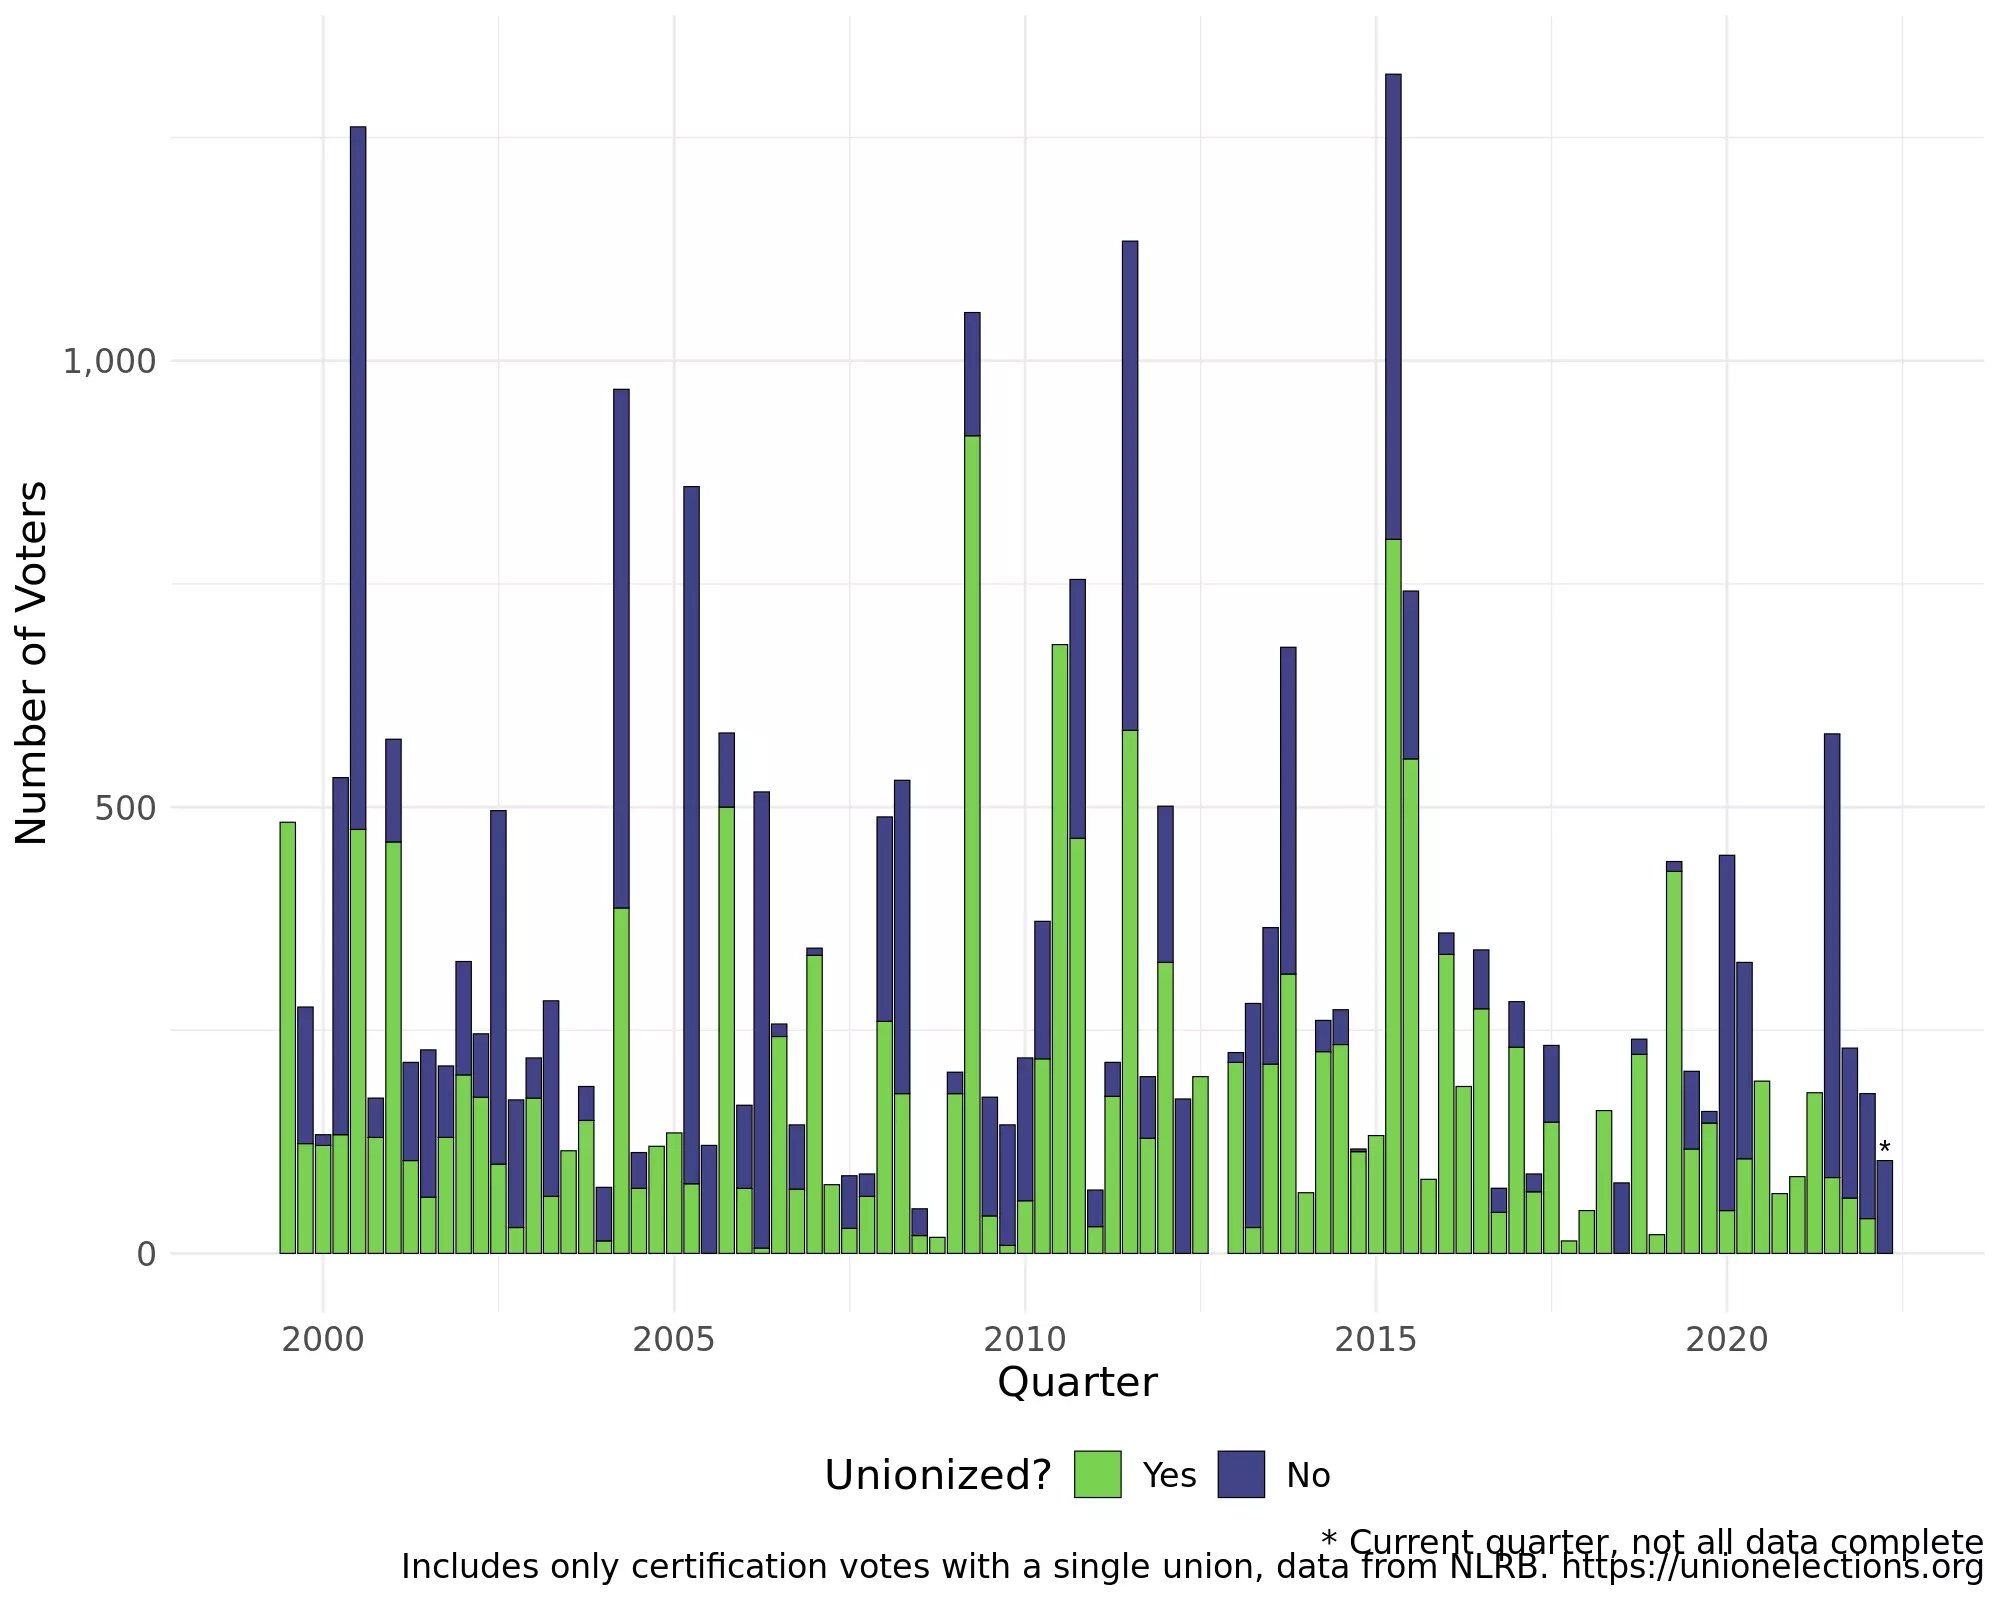 Number of Voters
1,000
500
0
*
2000 2005 2010 2015 2020
Quarter
Unionized? Yes No
* Current quarter, not all data complete
Includes only certification votes with a single union, data from NLRB. https://unionelections.org